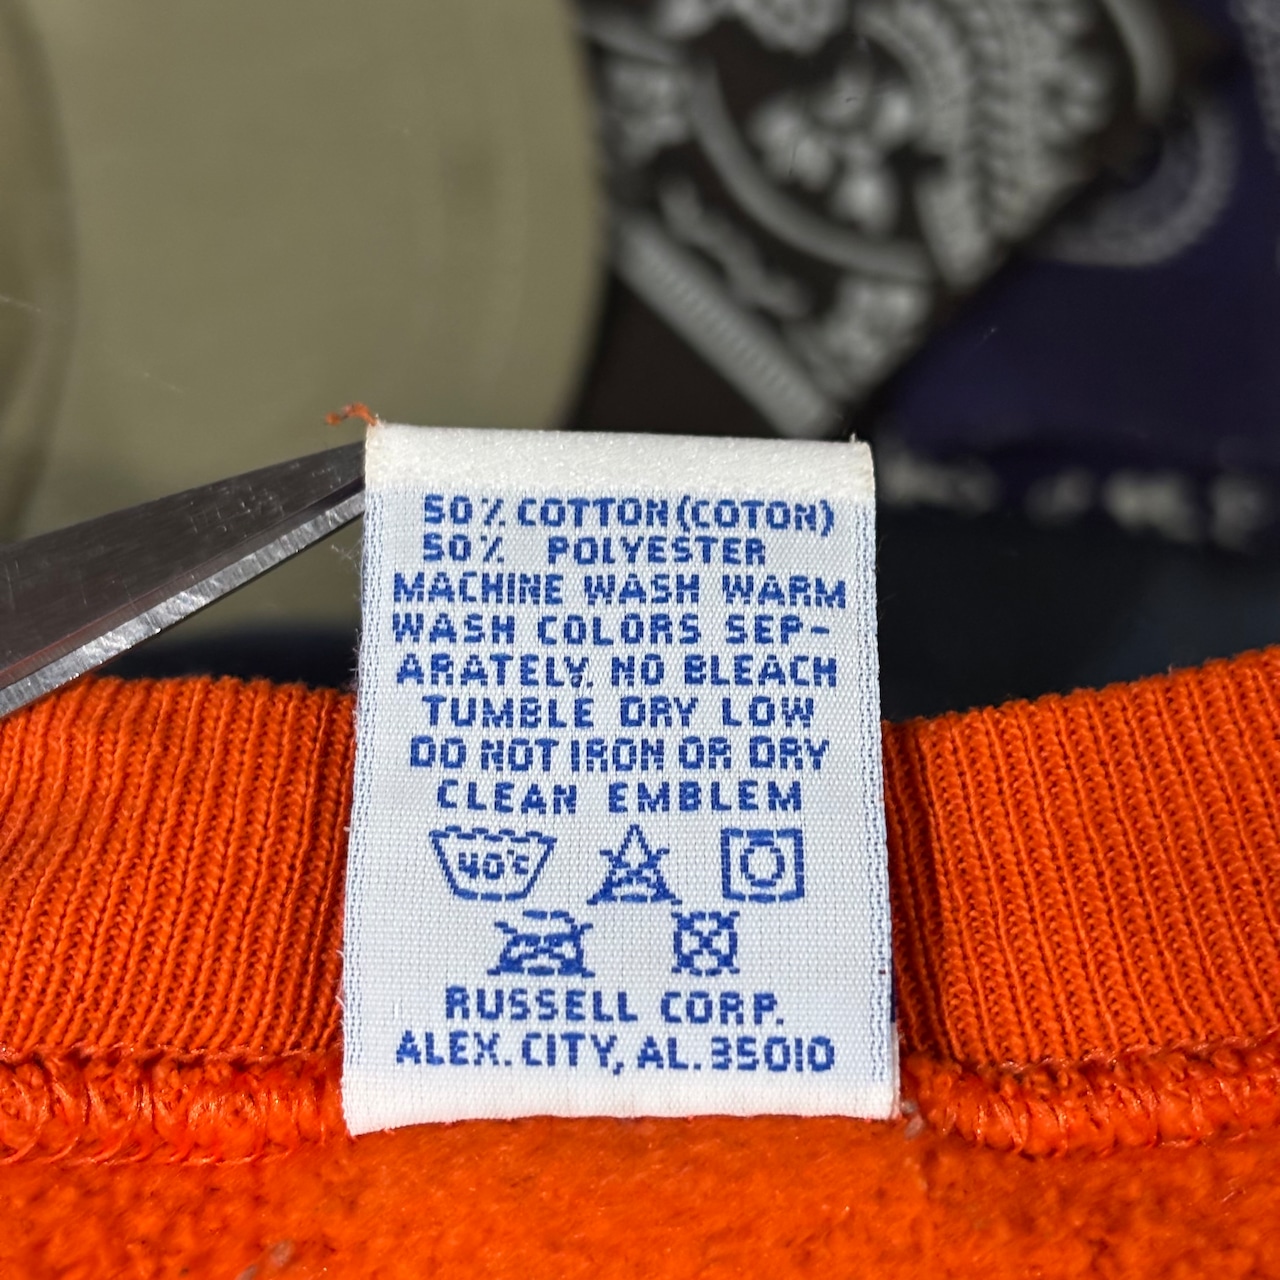 50% COTTON (COTON)
50% POLYESTER
MACHINE WASH WARM
WASH COLORS SEP-
ARATELY. NO BLEACH
TUMBLE DRY LOW
DO NOT IRON OR DRY
CLEAN EMBLEM
40°C
RUSSELL CORP.
ALEX. CITY, AL. 35010